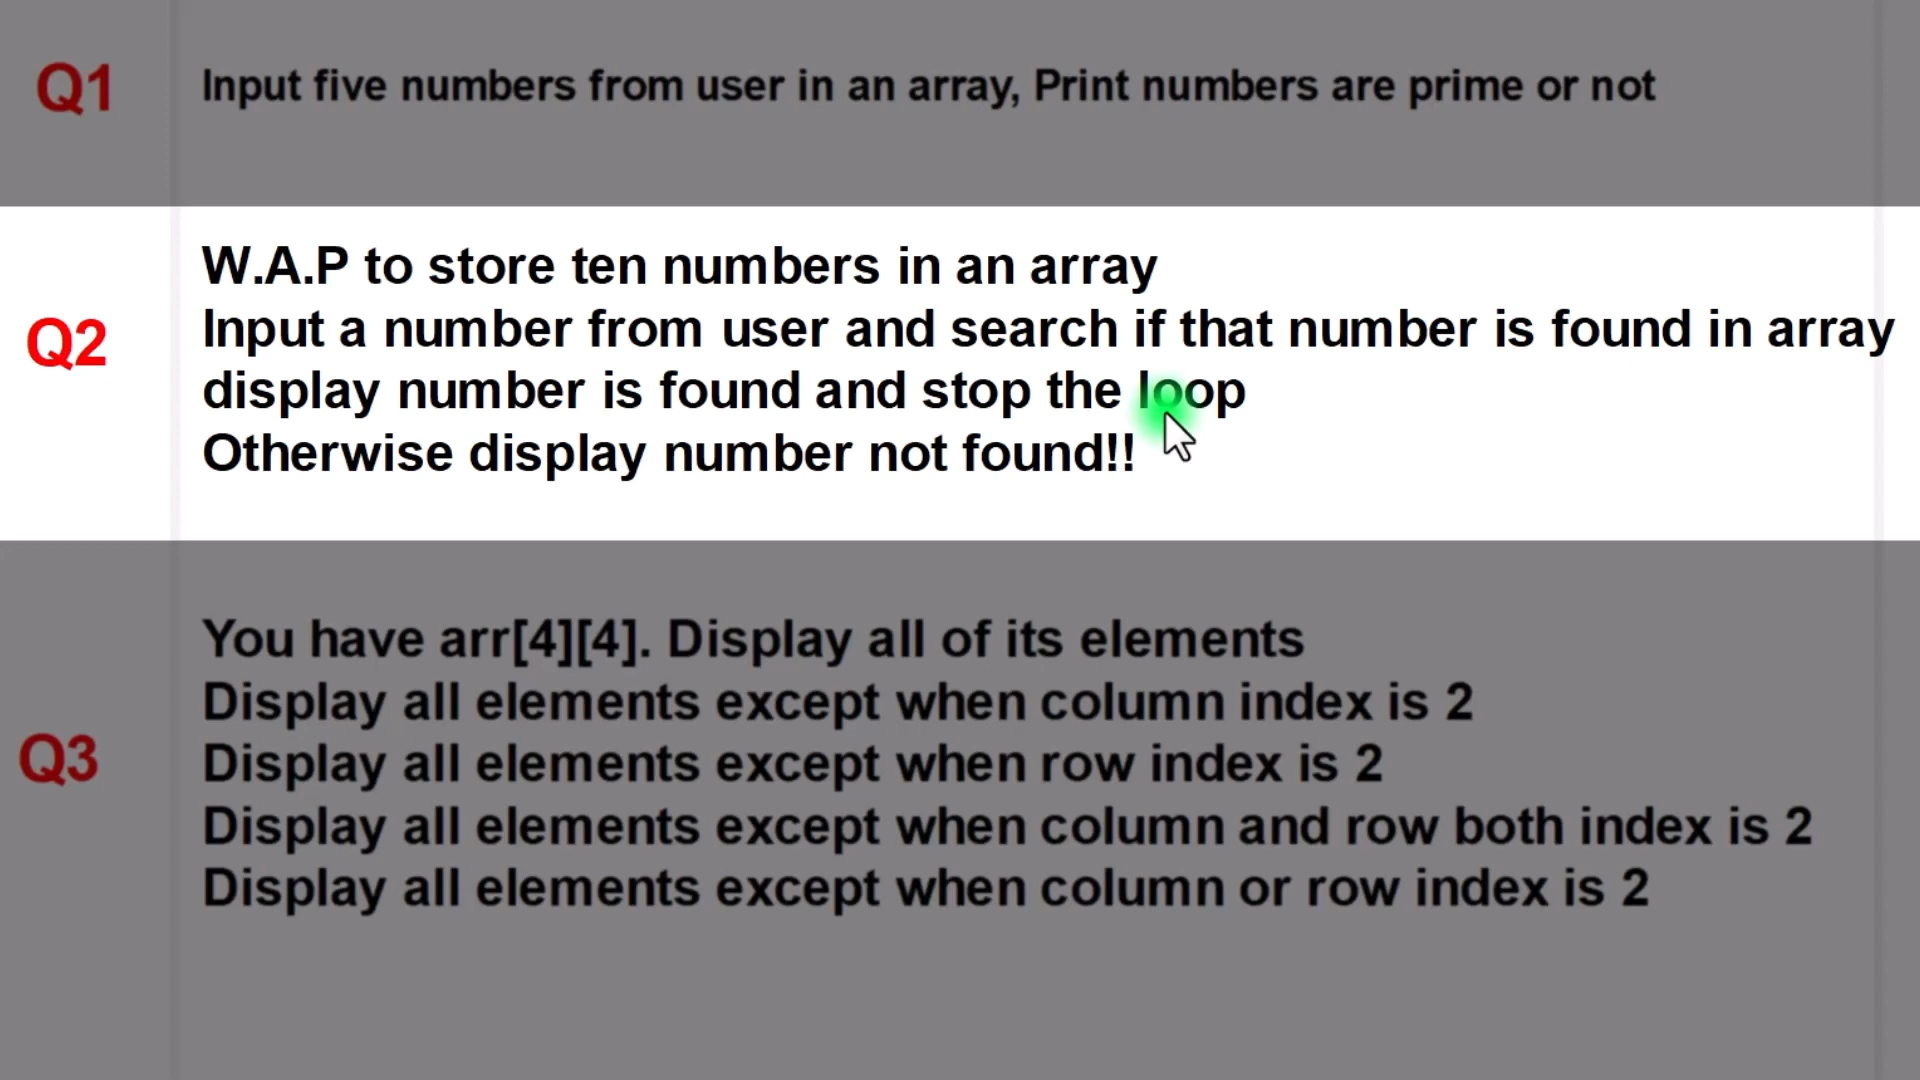 Q1
Input five numbers from user in an array, Print numbers are prime or not
Q2
W.A.P to store ten numbers in an array
Input a number from user and search if that number is found in array
display number is found and stop the loop
Otherwise display number not found!!
Q3
You have arr[4][4]. Display all of its elements
Display all elements except when column index is 2
Display all elements except when row index is 2
Display all elements except when column and row both index is 2
Display all elements except when column or row index is 2